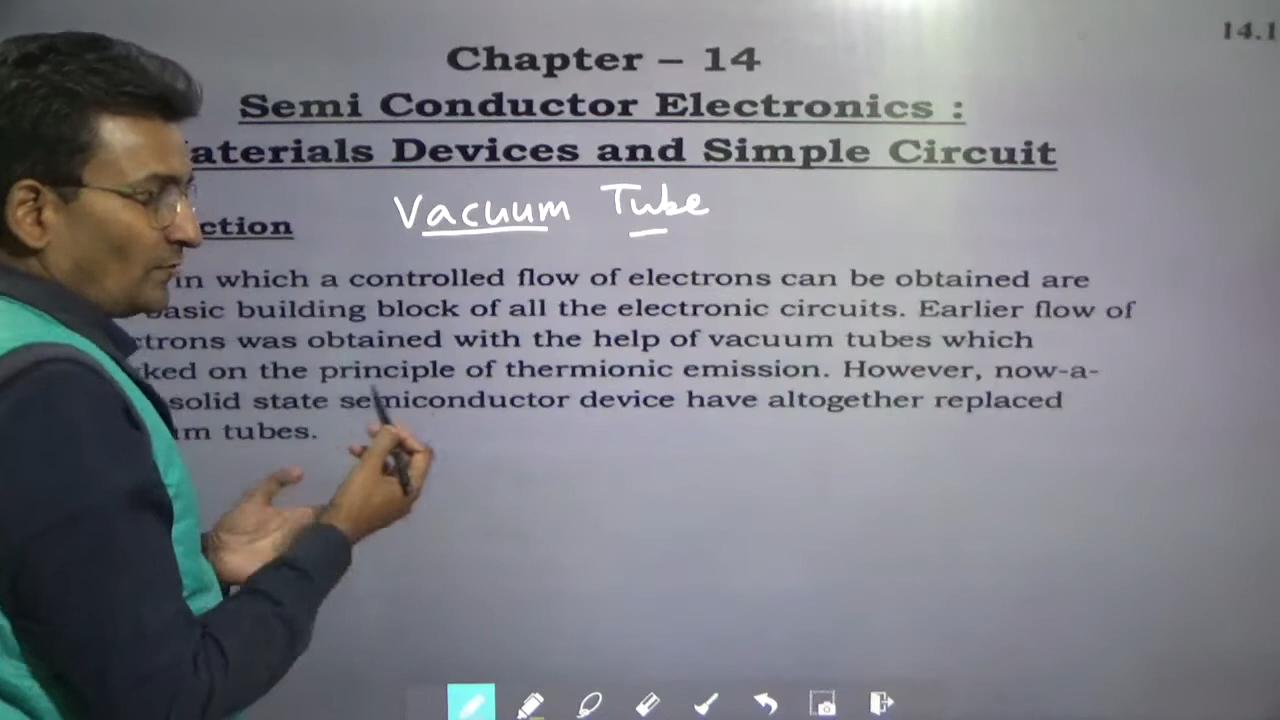 14.1
Chapter – 14
Semi Conductor Electronics :
aterials Devices and Simple Circuit
Vacuum Tube
ction
in which a controlled flow of electrons can be obtained are
basic building block of all the electronic circuits. Earlier flow of
ctrons was obtained with the help of vacuum tubes which
ked on the principle of thermionic emission. However, now-a-
solid state semiconductor device have altogether replaced
m tubes.